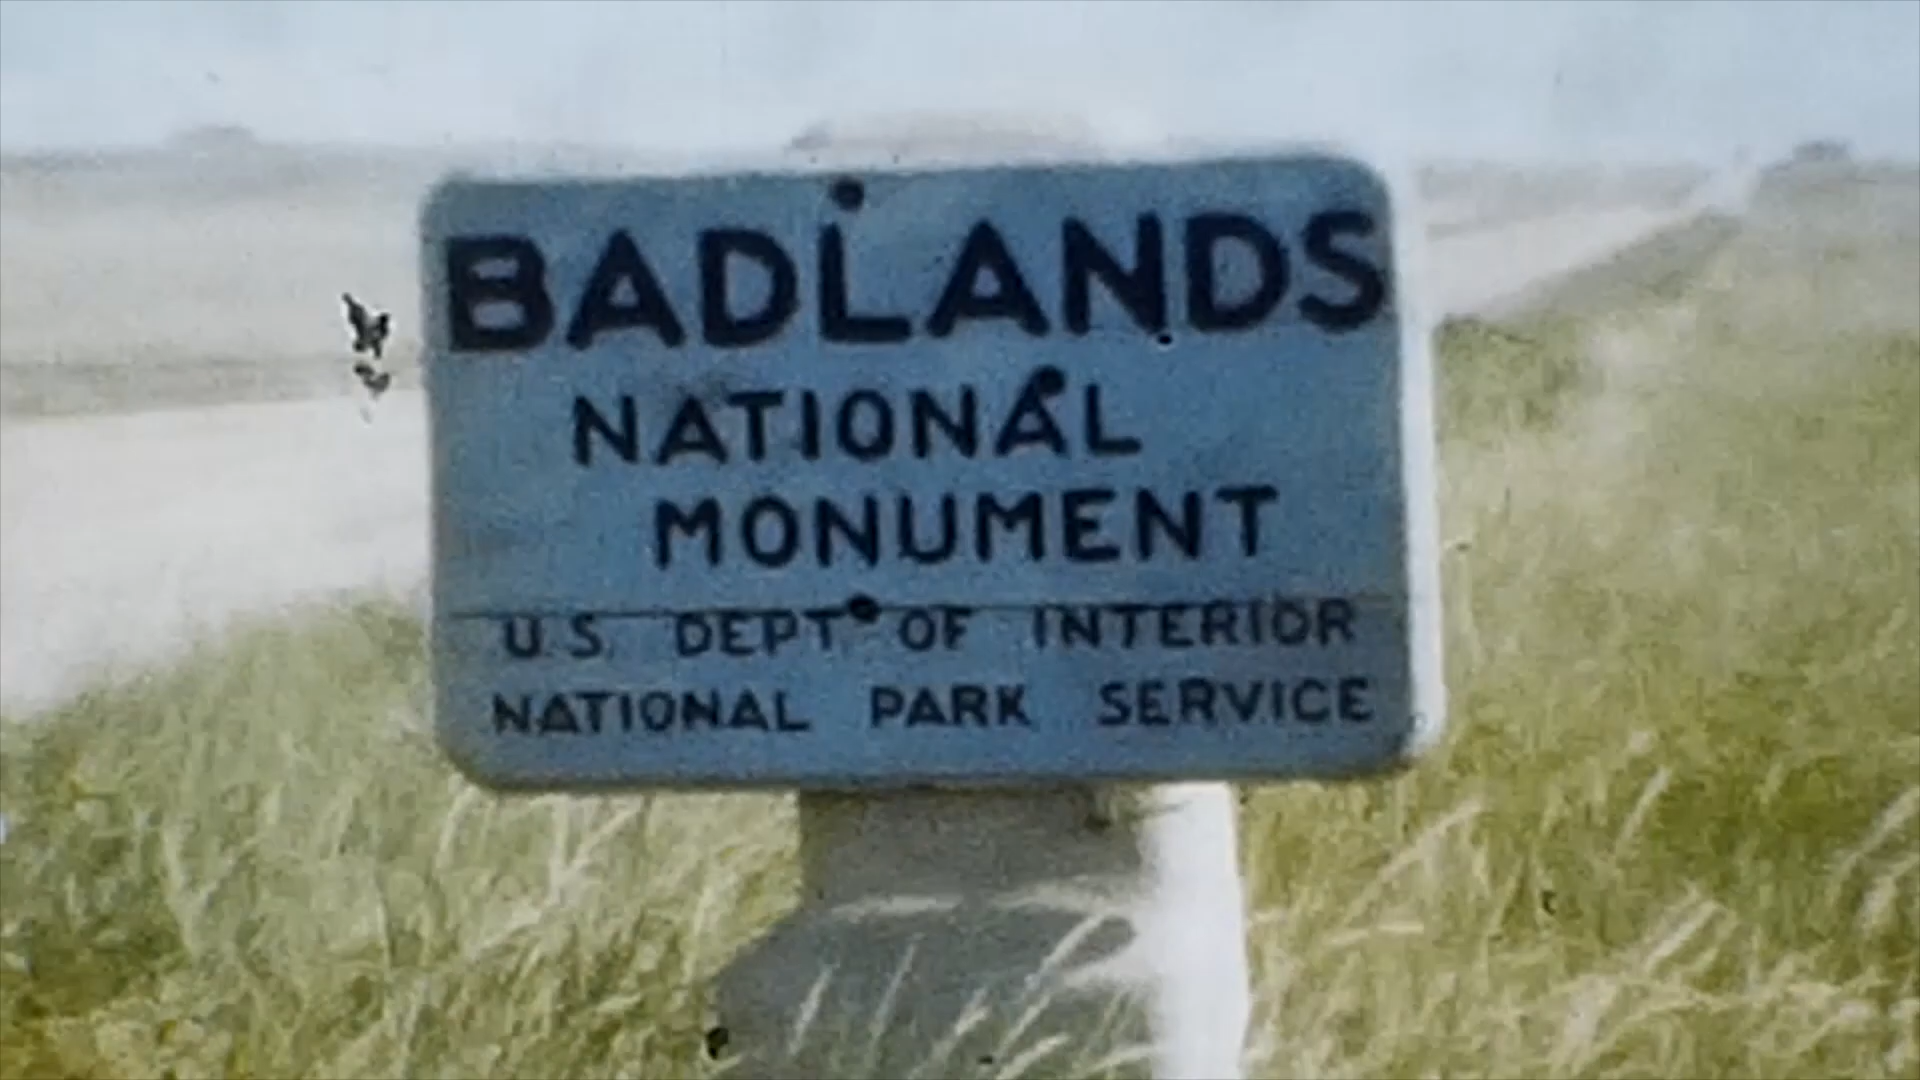 BADLANDS
NATIONAL
MONUMENT
U.S. DEPT OF INTERIOR
NATIONAL PARK SERVICE